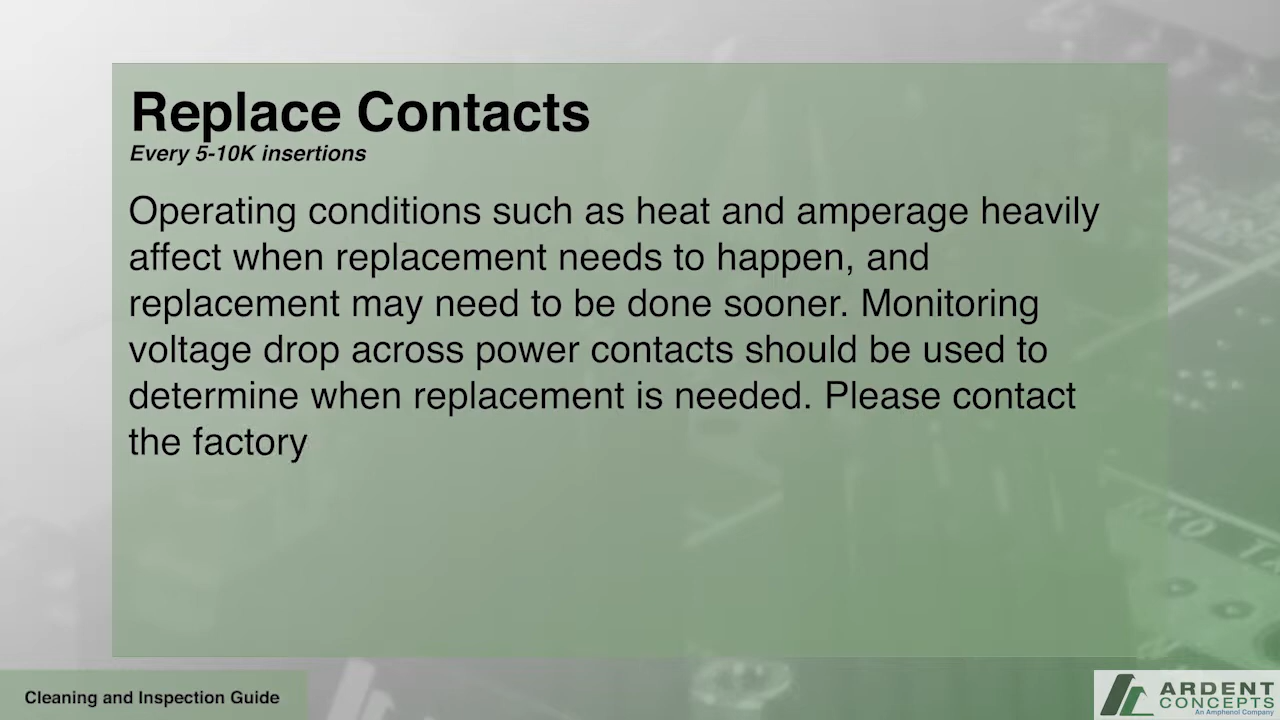 Replace Contacts
Every 5-10K insertions
Operating conditions such as heat and amperage heavily
affect when replacement needs to happen, and
replacement may need to be done sooner. Monitoring
voltage drop across power contacts should be used to
determine when replacement is needed. Please contact
the factory
Cleaning and Inspection Guide
ARDENT
CONCEPTS
An Amphenol Company